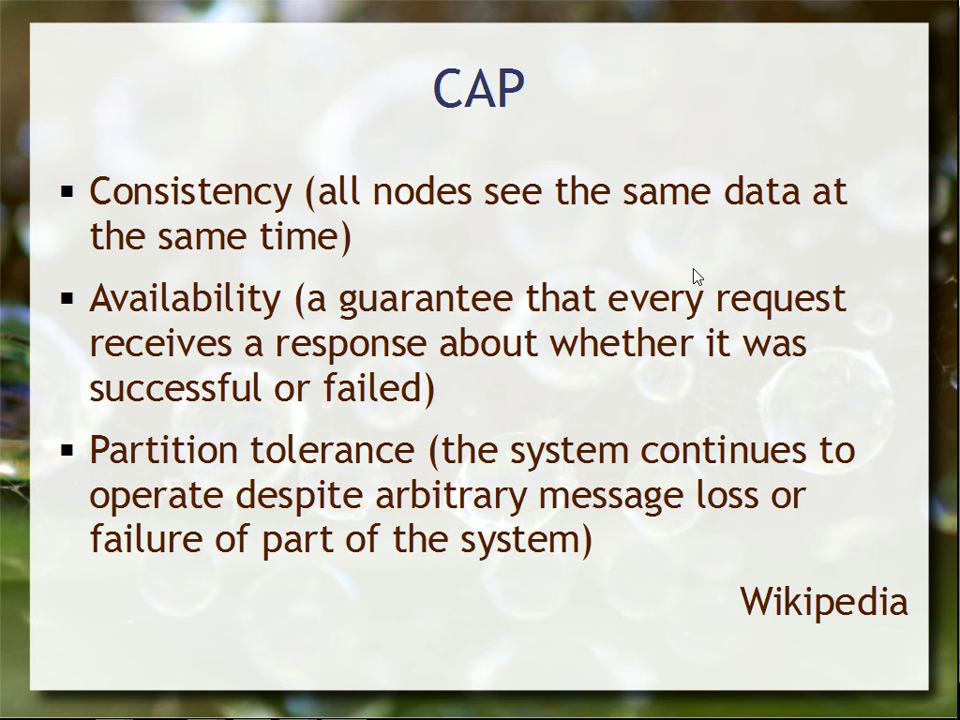 CAP
▪ Consistency (all nodes see the same data at
the same time)
▪ Availability (a guarantee that every request
receives a response about whether it was
successful or failed)
▪ Partition tolerance (the system continues to
operate despite arbitrary message loss or
failure of part of the system)
Wikipedia